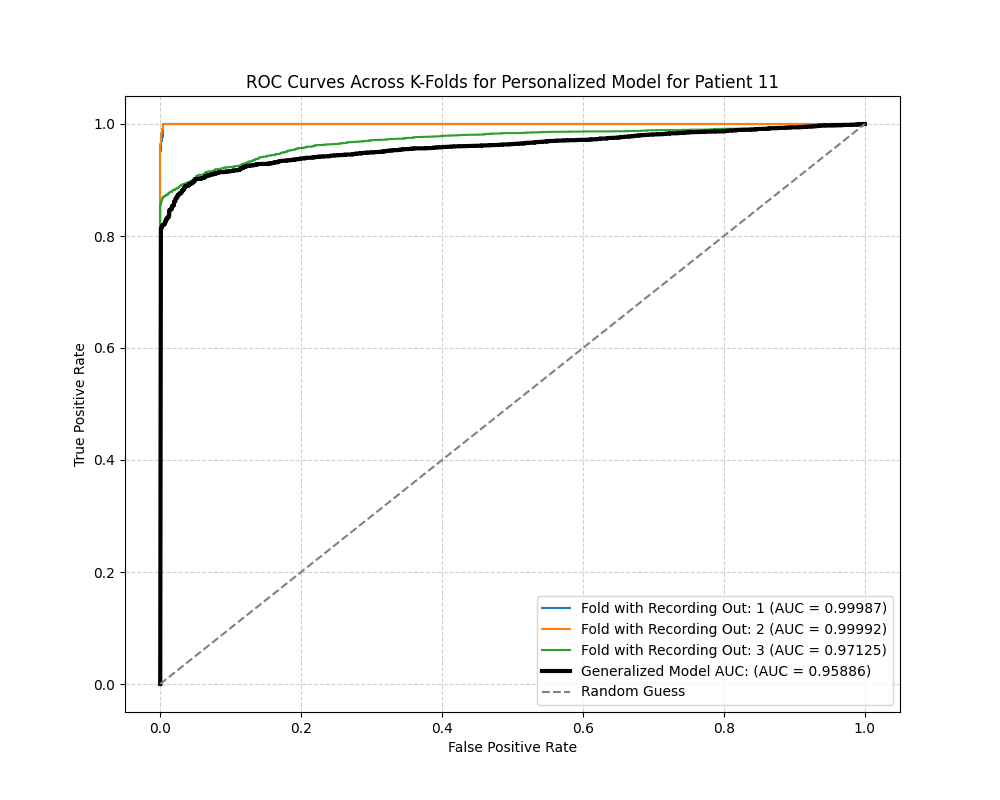 ROC Curves Across K-Folds for Personalized Model for Patient 11
True Positive Rate
1.0
0.8
0.6
0.4
0.2
0.0
Fold with Recording Out: 1 (AUC = 0.99987)
Fold with Recording Out: 2 (AUC = 0.99992)
Fold with Recording Out: 3 (AUC = 0.97125)
Generalized Model AUC: (AUC = 0.95886)
Random Guess
0.0 0.2 0.4 0.6 0.8 1.0
False Positive Rate